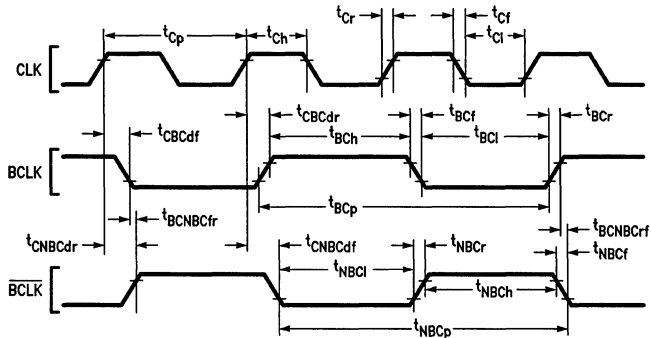 tCp tCh tCr tCf tCl
CLK
tCBCdr tBCf tBCr
tCBCdf tBCh tBCl
BCLK
tBCp
tBCNBCfr tBCNBCrf
tCNBCdr tCNBCdf tNBCr tNBCf
tNBCl
BCLK
tNBCh
tNBCp